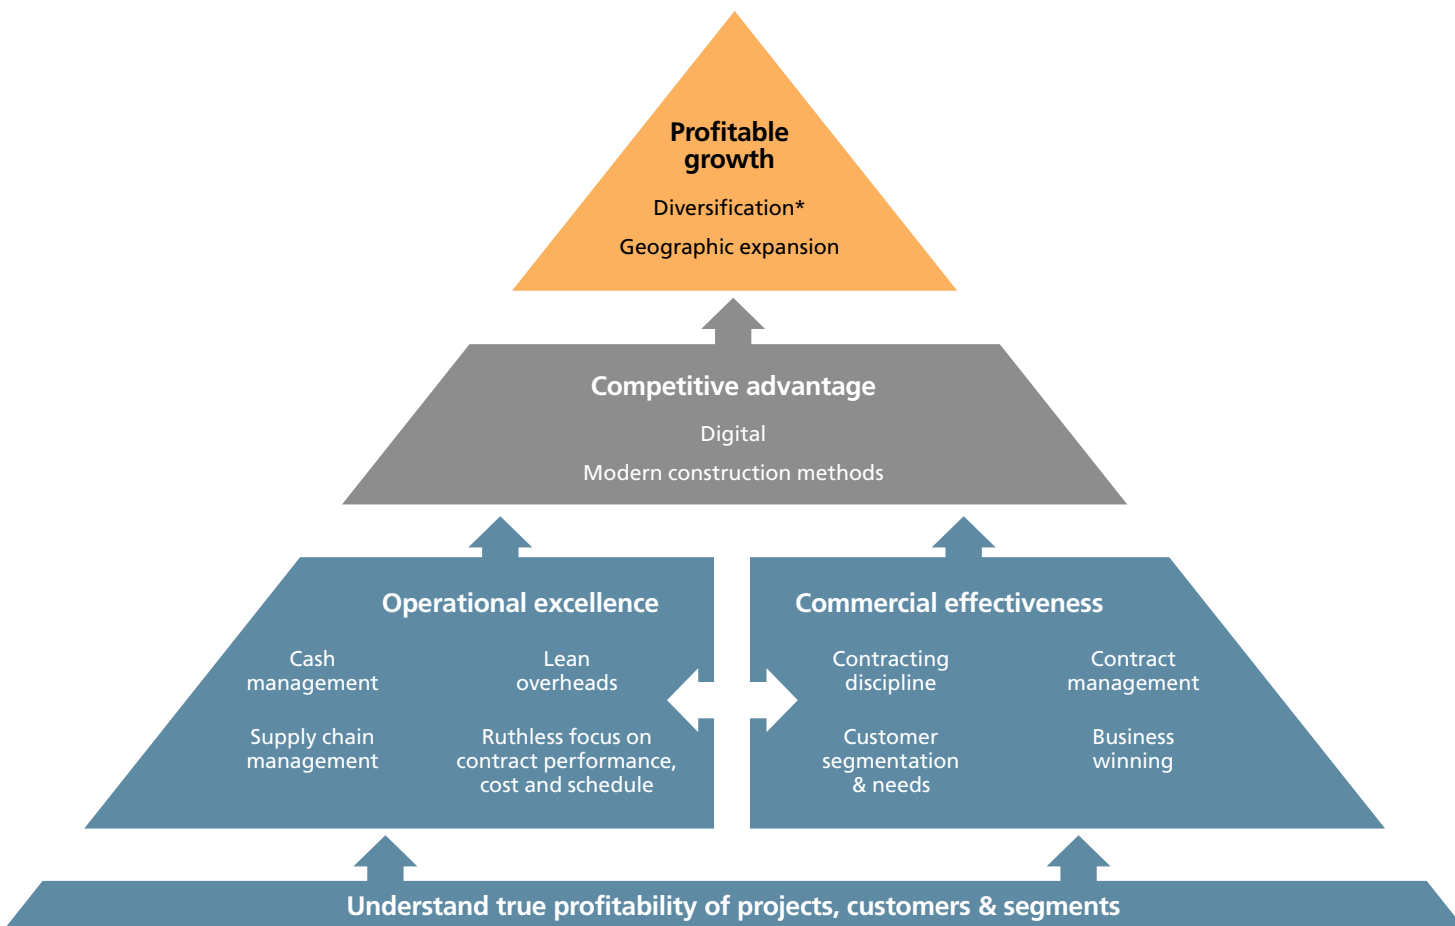 Profitable
growth
Diversification*
Geographic expansion
Competitive advantage
Digital
Modern construction methods
Operational excellence
Cash
management
Lean
overheads
Supply chain
management
Ruthless focus on
contract performance,
cost and schedule
Commercial effectiveness
Contracting
discipline
Contract
management
Customer
segmentation
& needs
Business
winning
Understand true profitability of projects, customers & segments